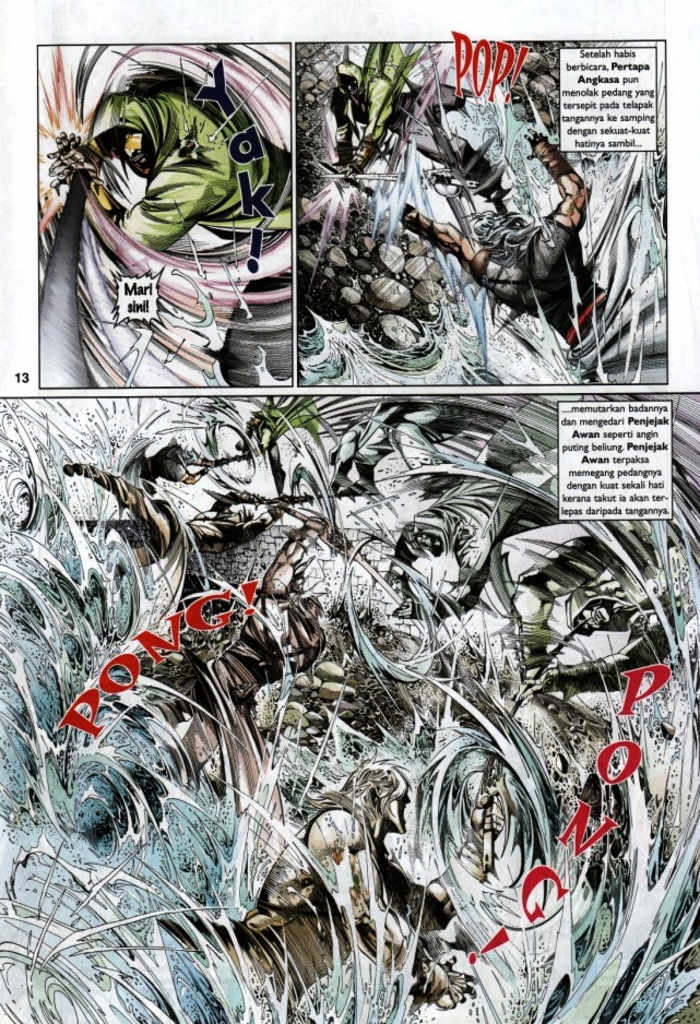 Yak!
Mari
sini!
POP!
Setelah habis
berbicara, Pertapa
Angkasa pun
menolak pedang yang
tersepit pada telapak
tangannya ke samping
dengan sekuat-kuat
hatinya sambil...
13
....memutarkan badannya
dan mengedari Penjejak
Awan seperti angin
puting beliung. Penjejak
Awan terpaksa
memegang pedangnya
dengan kuat sekali hati
kerana takut ia akan ter-
lepas daripada tangannya.
PONG!
PONG!